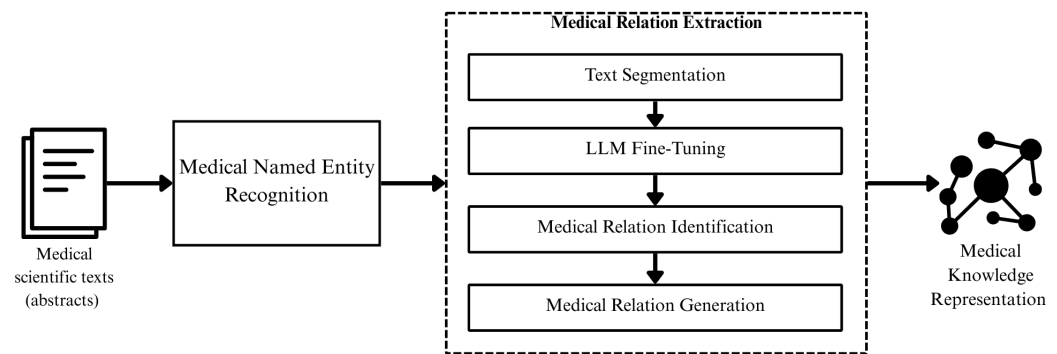 Medical
scientific texts
(abstracts)
Medical Named Entity
Recognition
Medical Relation Extraction
Text Segmentation
LLM Fine-Tuning
Medical Relation Identification
Medical Relation Generation
Medical
Knowledge
Representation